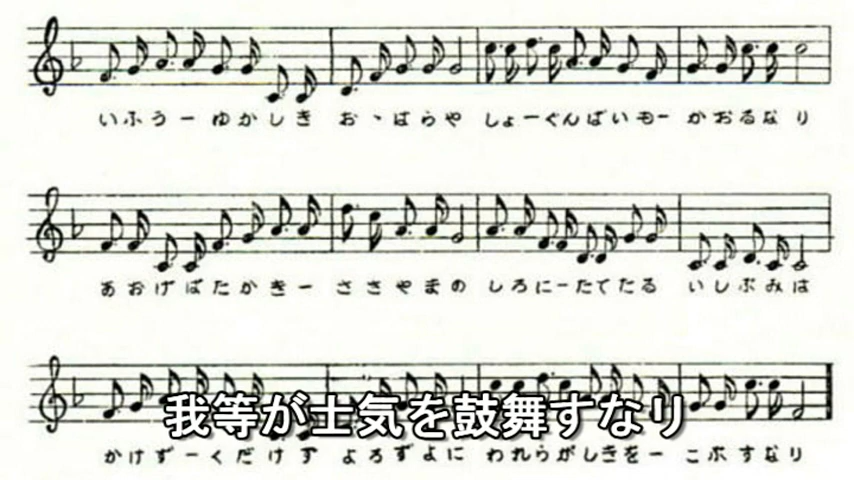 いふうーゆかしき お、ばらや しょーぐんばいもー かおるなり
あおげばたかきー ささやまの しろにーたてたる いしぶみは
我等が士気を鼓舞すなり
かけずーくだけず よろずよに われらがしきをー こぶすなり